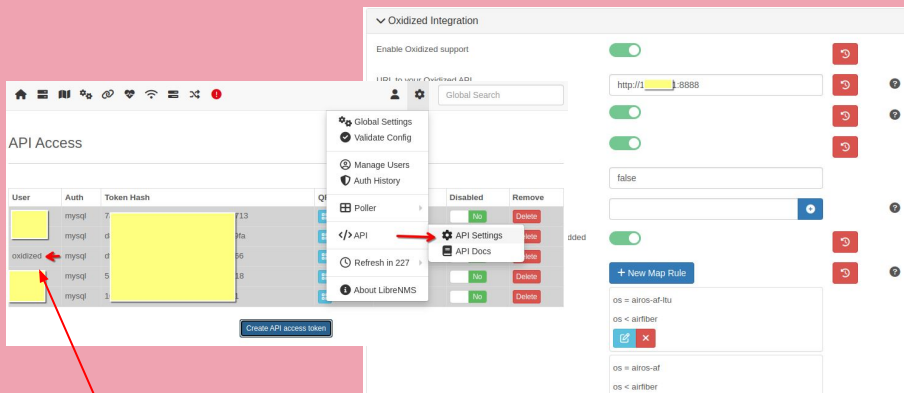 Oxidized Integration
Enable Oxidized support
URL to your Oxidized API
http://1 1:8888
false
dded
+ New Map Rule
os = airos-af-ltu
os < airfiber
os = airos-af
os < airfiber
Global Search
API Access
Global Settings
Validate Config
Manage Users
Auth History
Poller
</> API
API Settings
API Docs
Refresh in 227
About LibreNMS
User Auth Token Hash QR Disabled Remove
mysql 7 713 No Delete
mysql d 9fa No Delete
oxidized mysql d 66 No Delete
mysql 5 18 No Delete
mysql 1 1 No Delete
Create API access token